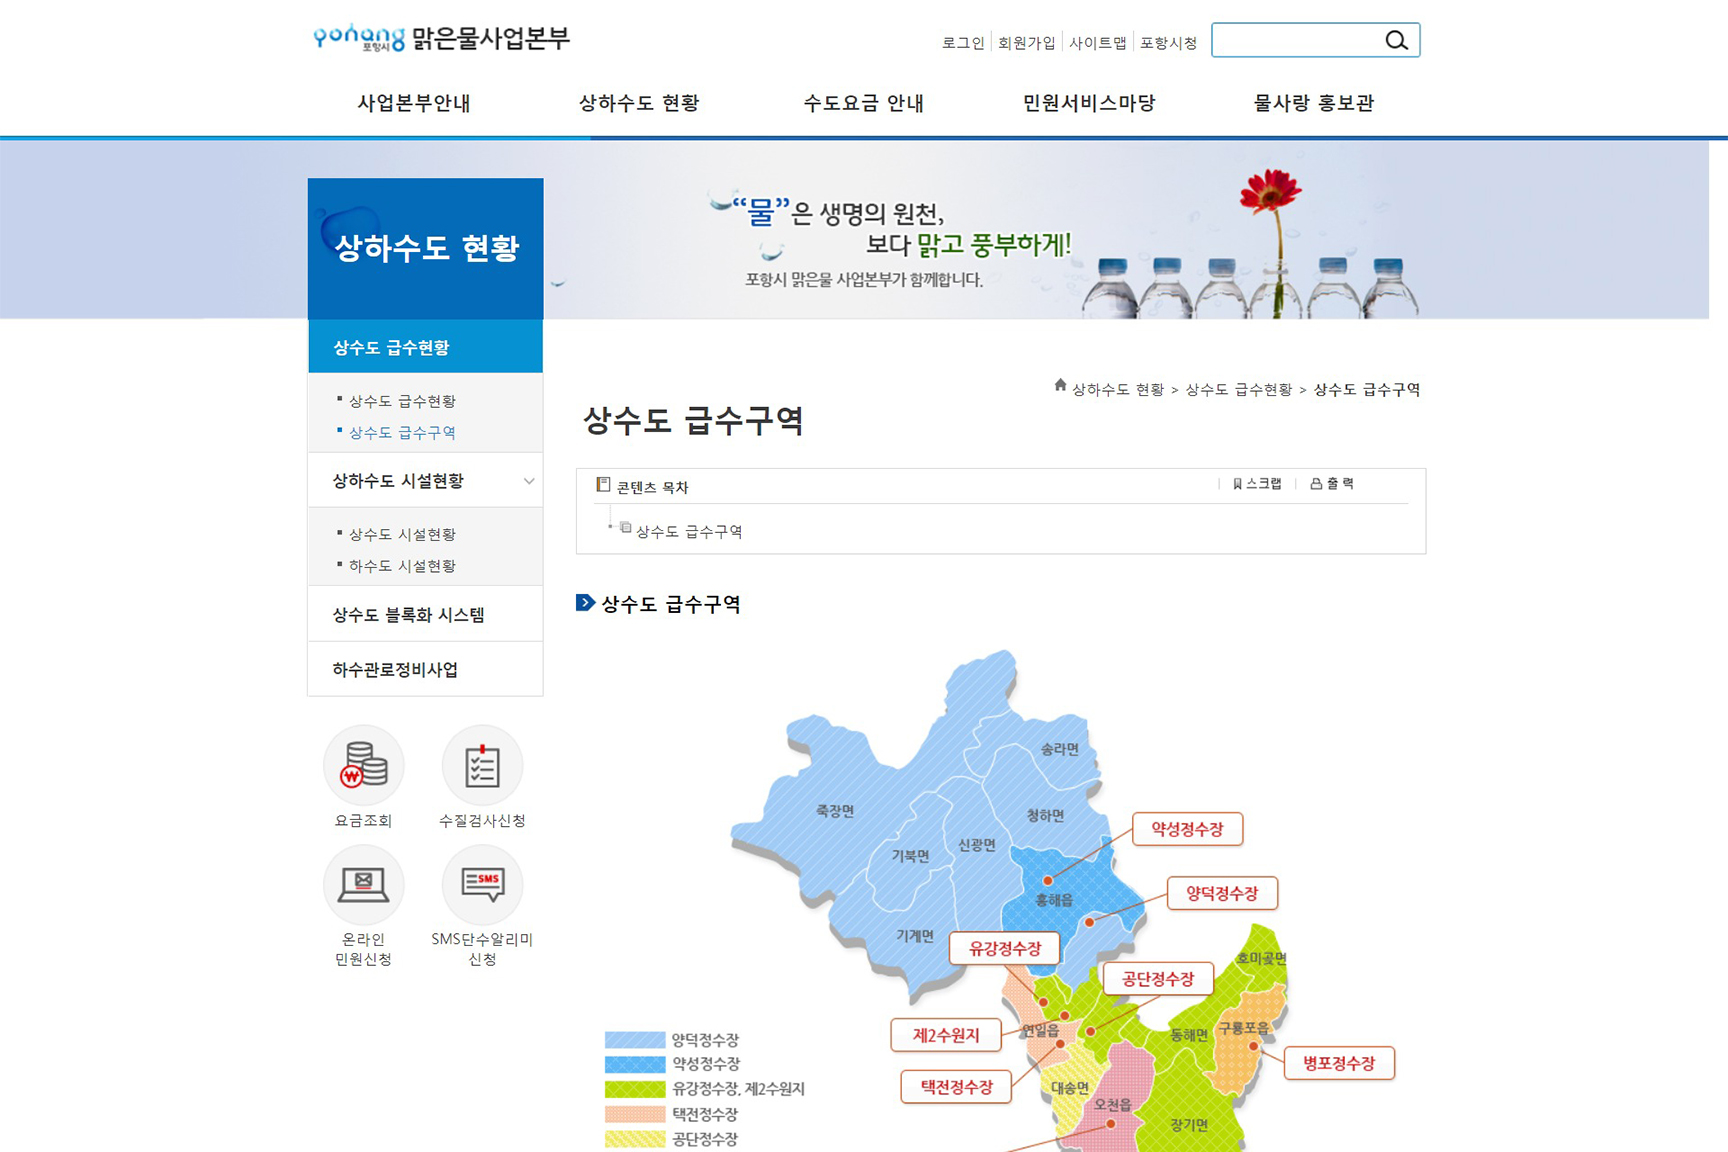 pohang 포항시 맑은물사업본부
로그인 회원가입 사이트맵 포항시청
사업본부안내 상하수도 현황 수도요금 안내 민원서비스마당 물사랑 홍보관
상하수도 현황
“물”은 생명의 원천,
보다 맑고 풍부하게!
포항시 맑은물 사업본부가 함께합니다.
상수도 급수현황
상수도 급수현황
상수도 급수구역
상하수도 시설현황
상수도 시설현황
하수도 시설현황
상수도 블록화 시스템
하수관로정비사업
요금조회
수질검사신청
SMS
온라인
민원신청
SMS단수알리미
신청
상하수도 현황 > 상수도 급수현황 > 상수도 급수구역
상수도 급수구역
콘텐츠 목차
스크랩 출력
상수도 급수구역
상수도 급수구역
송라면
죽장면
청하면
약성정수장
신광면
기북면
양덕정수장
흥해읍
기계면
유강정수장
호미곶면
공단정수장
제2수원지
연일읍
동해면
구룡포읍
병포정수장
택전정수장
대송면
오천읍
장기면
양덕정수장
약성정수장
유강정수장, 제2수원지
택전정수장
공단정수장